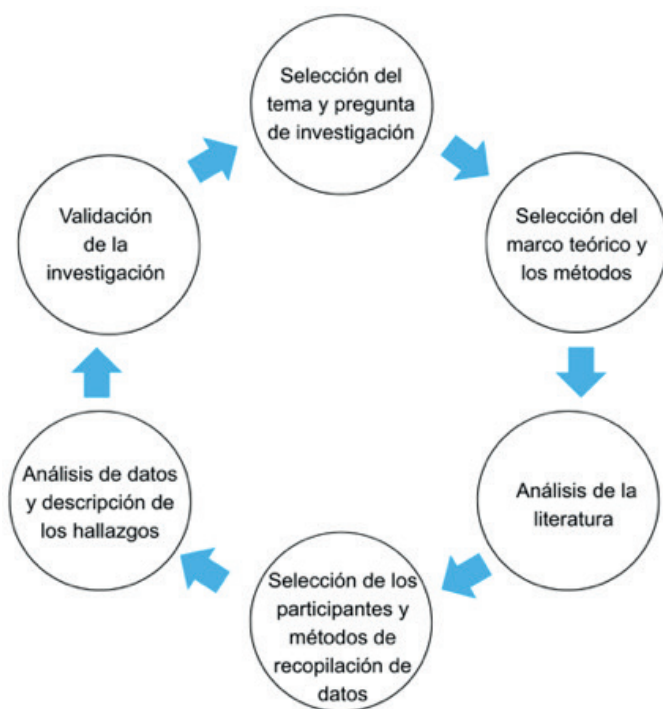 Selección del
tema y pregunta
de investigación
Selección del
marco teórico y
los métodos
Análisis de la
literatura
Selección de los
participantes y
métodos de
recopilación de
datos
Análisis de datos
y descripción de
los hallazgos
Validación
de la
investigación